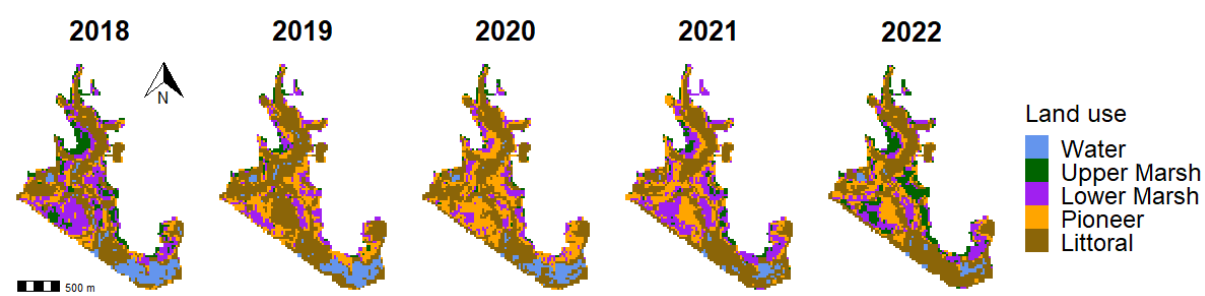 2018 2019 2020 2021 2022
N
Land use
Water
Upper Marsh
Lower Marsh
Pioneer
Littoral
500 m